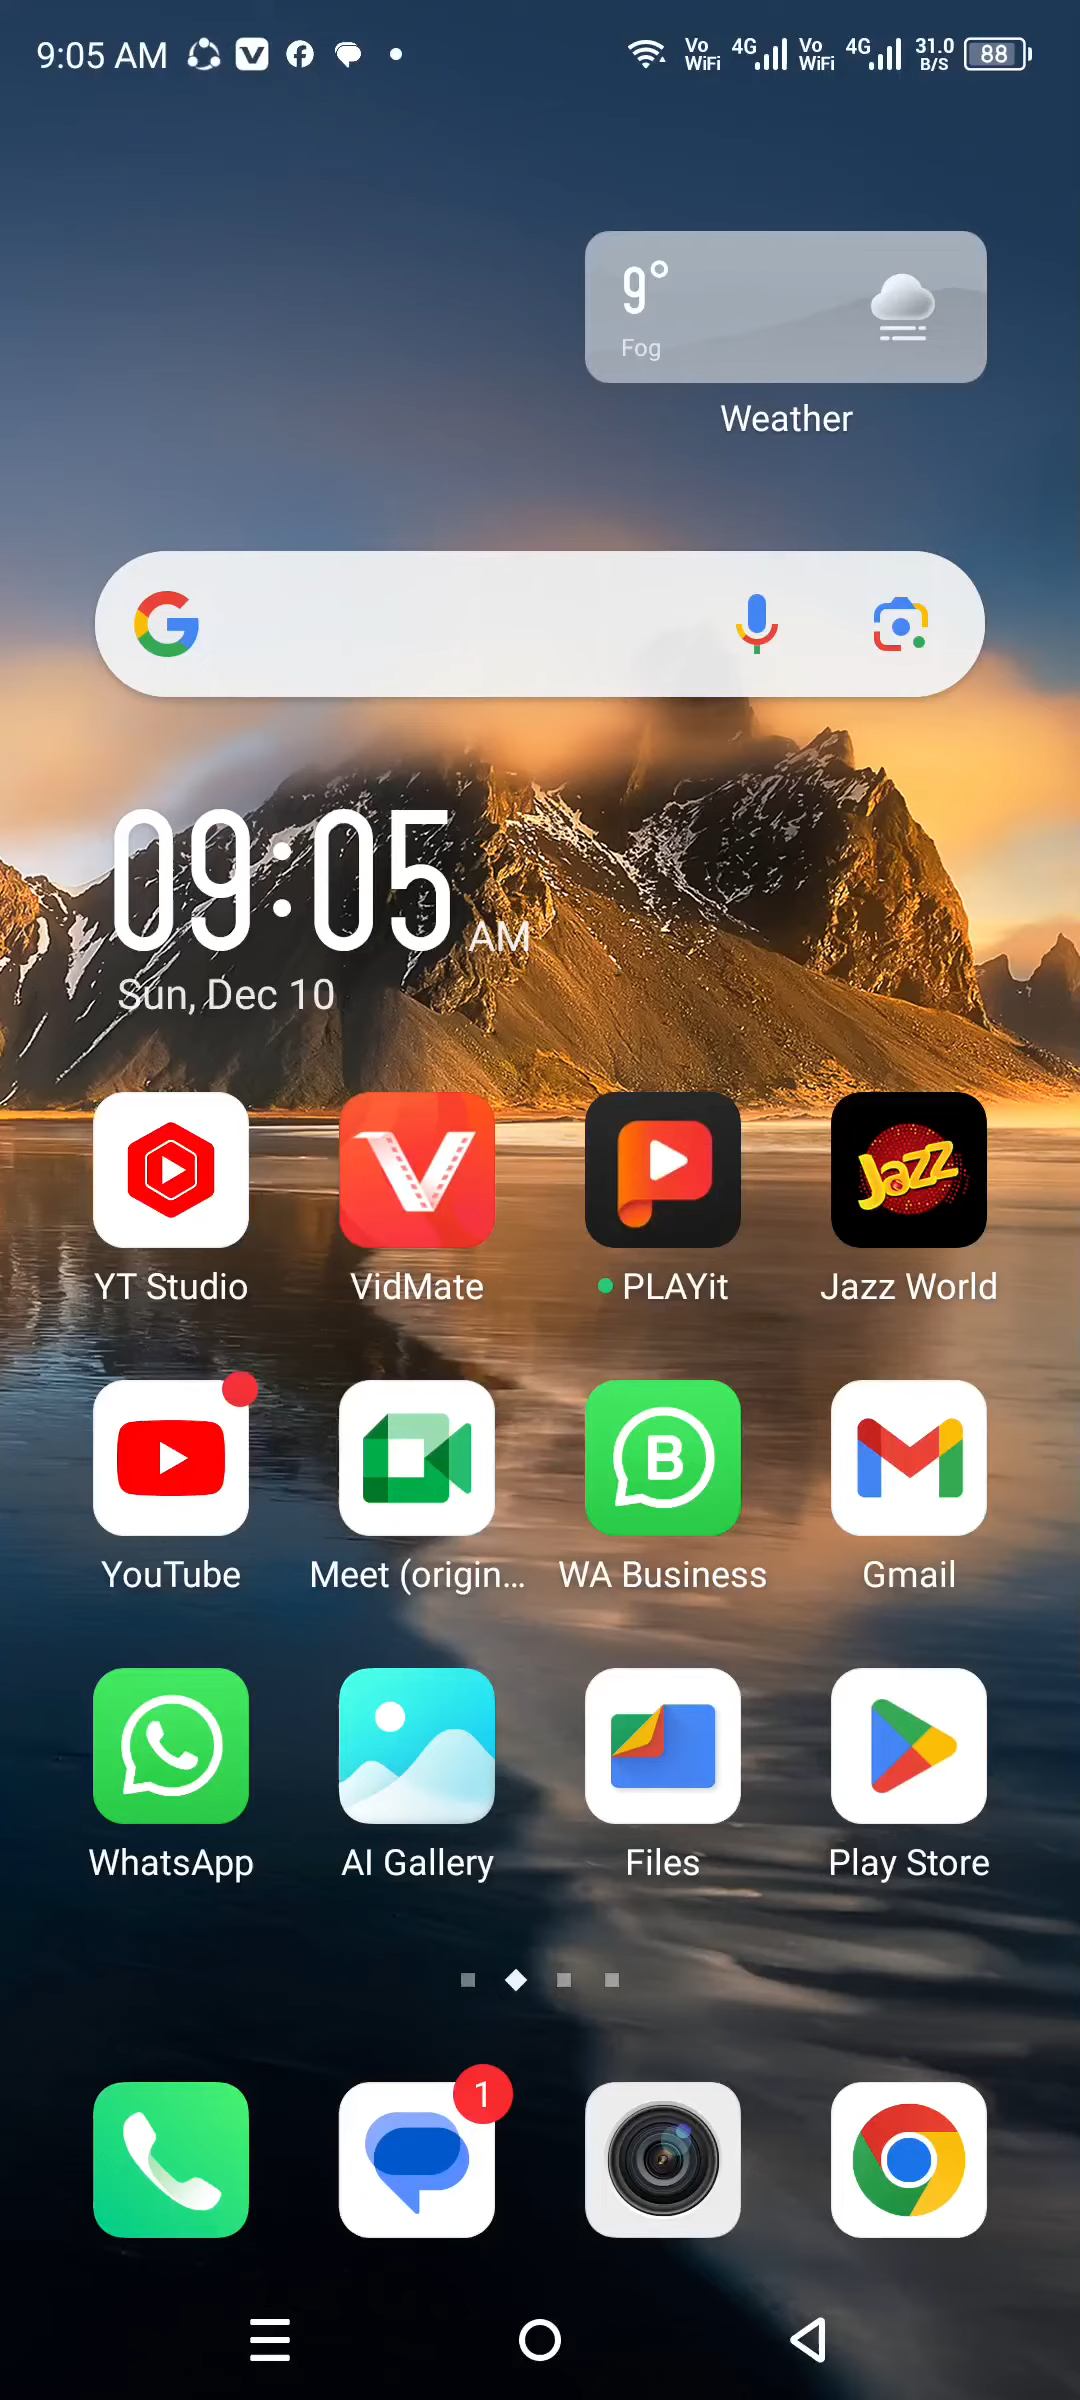 9:05 AM
Vo WiFi 4G Vo WiFi 4G 31.0 B/S 88
9°
Fog
Weather
09:05 AM
Sun, Dec 10
Jazz
YT Studio VidMate PLAYit Jazz World
B
YouTube Meet (origin... WA Business Gmail
WhatsApp AI Gallery Files Play Store
1